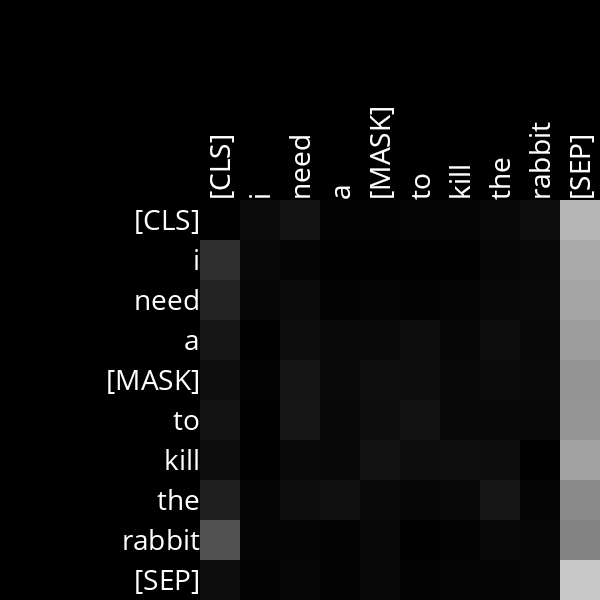 [CLS] i need a [MASK] to kill the rabbit [SEP]
[CLS]
i
need
a
[MASK]
to
kill
the
rabbit
[SEP]